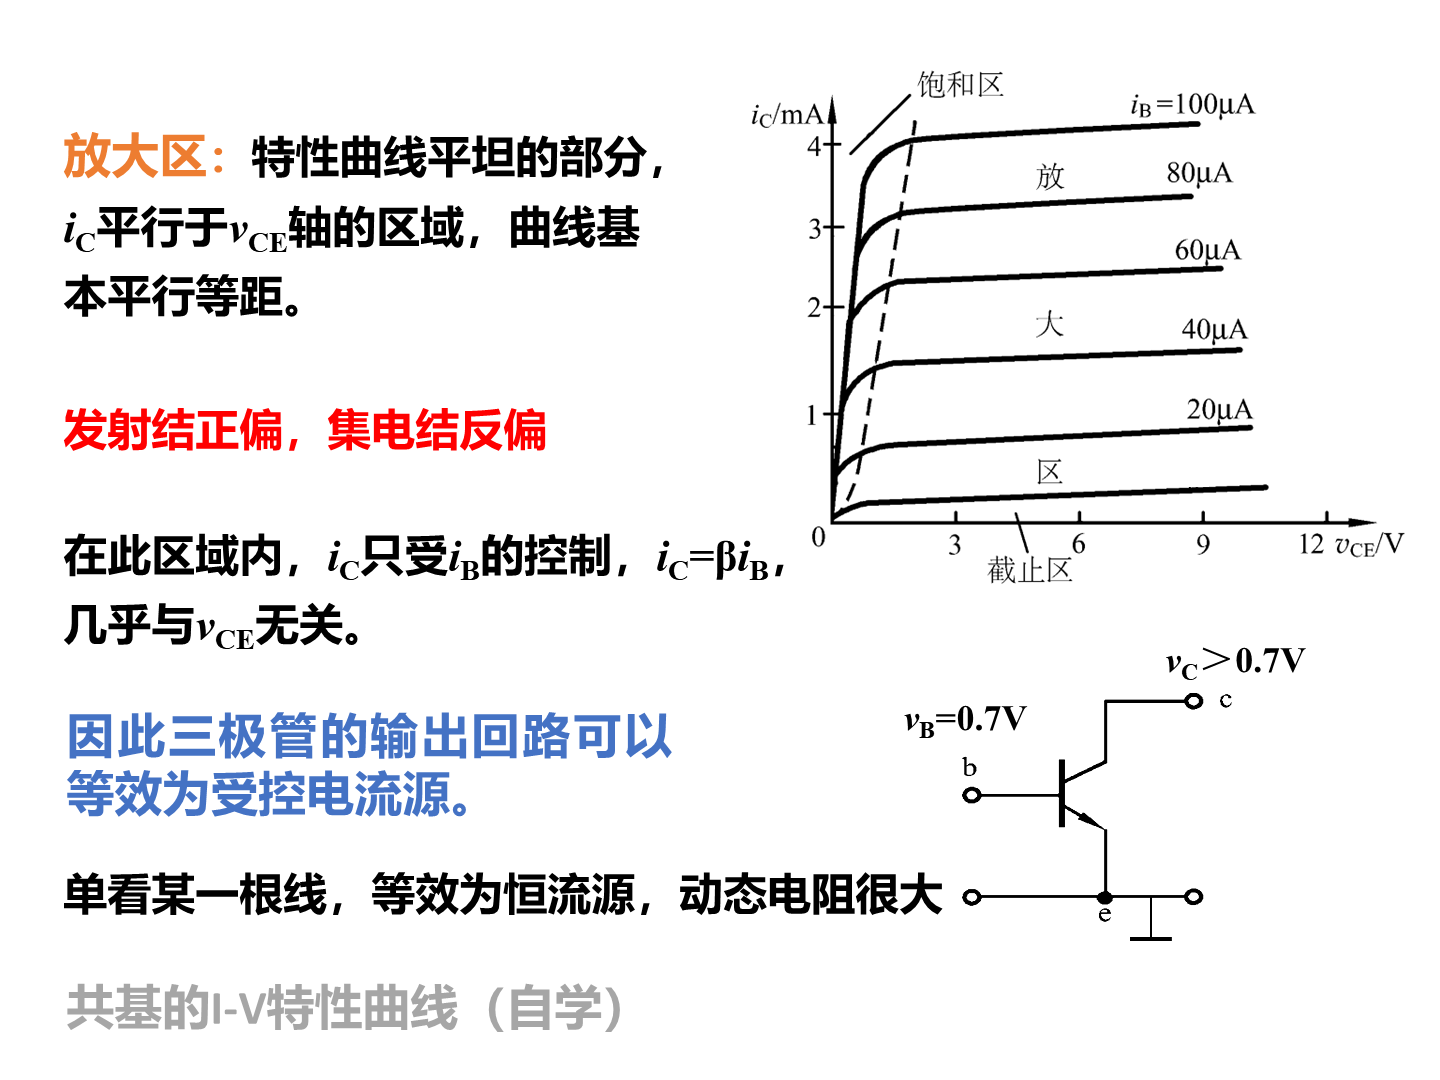 放大区：特性曲线平坦的部分，
iC平行于vCE轴的区域，曲线基
本平行等距。
发射结正偏，集电结反偏
在此区域内，iC只受iB的控制，iC=βiB，
几乎与vCE无关。
因此三极管的输出回路可以
等效为受控电流源。
单看某一根线，等效为恒流源，动态电阻很大
共基的I-V特性曲线（自学）
饱和区
iC/mA
iB=100μA
4
放
80μA
3
60μA
2
大
40μA
1
20μA
区
0
3
6
9
12
vCE/V
截止区
vC＞0.7V
vB=0.7V
c
b
e